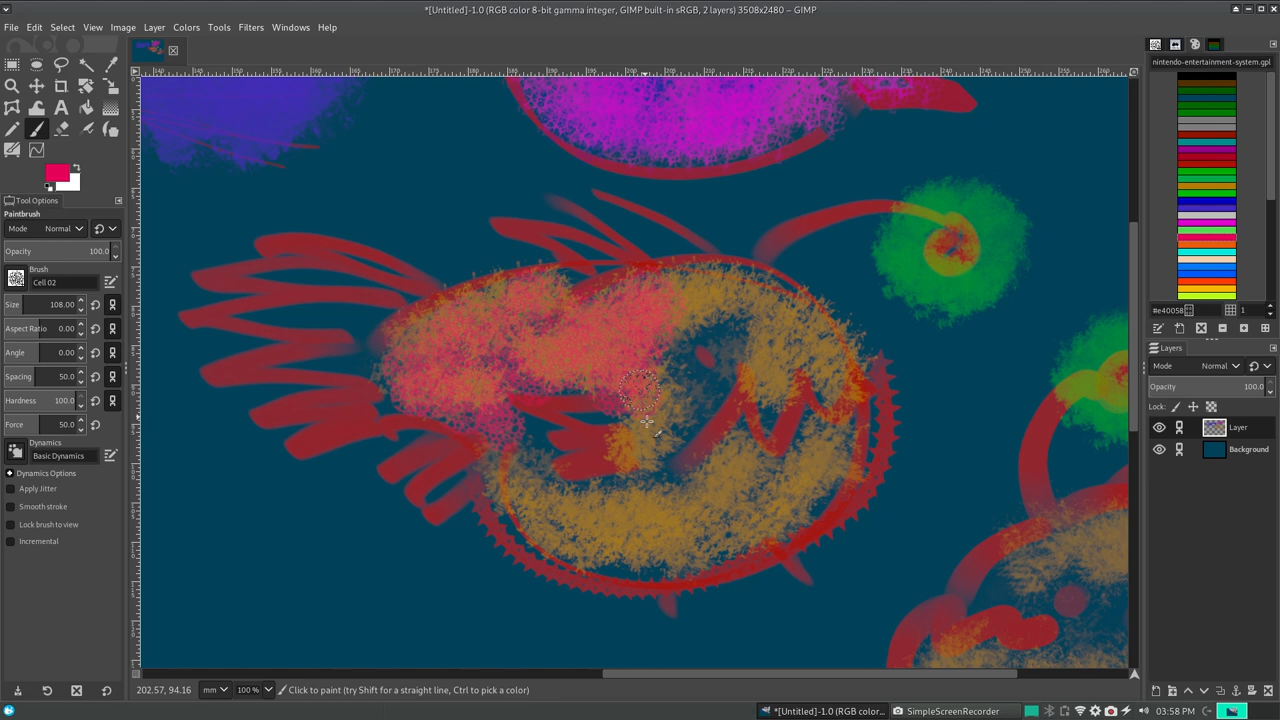 *[Untitled]-1.0 (RGB color 8-bit gamma integer, GIMP built-in sRGB, 2 layers) 3508x2480 – GIMP
File Edit Select View Image Layer Colors Tools Filters Windows Help
Tool Options
Paintbrush
Mode Normal
Opacity 100.0
Brush
Cell 02
Size 108.00
Aspect Ratio 0.00
Angle 0.00
Spacing 50.0
Hardness 100.0
Force 50.0
Dynamics
Basic Dynamics
Dynamics Options
Apply Jitter
Smooth stroke
Lock brush to view
Incremental
nintendo-entertainment-system.gpl
#e40058 1
Layers
Mode Normal
Opacity 100.0
Lock:
Layer
Background
202.57, 94.16 mm 100 % Click to paint (try Shift for a straight line, Ctrl to pick a color)
*[Untitled]-1.0 (RGB color... SimpleScreenRecorder 03:58 PM